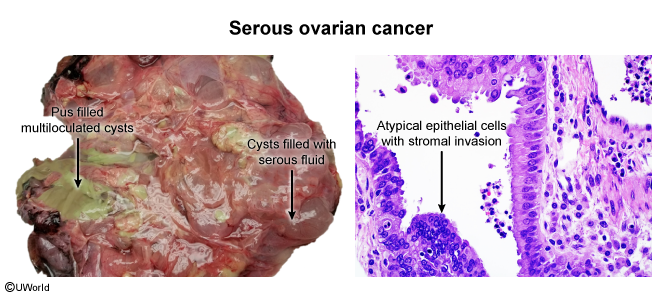 Serous ovarian cancer
Pus filled
multiloculated cysts
Cysts filled with
serous fluid
Atypical epithelial cells
with stromal invasion
©UWorld